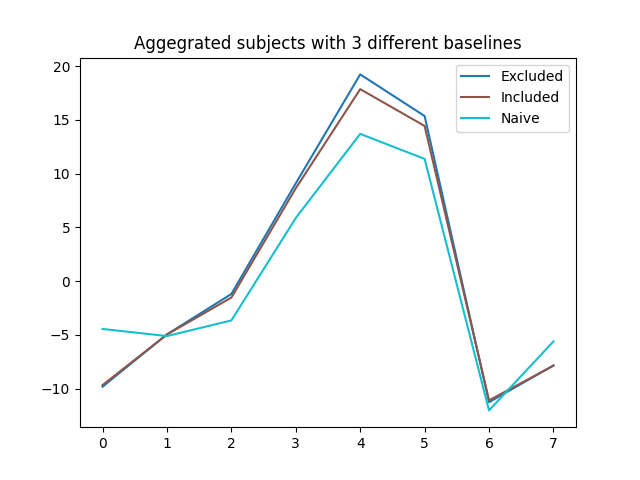 Aggegrated subjects with 3 different baselines
20
15
10
5
0
−5
−10
Excluded
Included
Naive
0 1 2 3 4 5 6 7